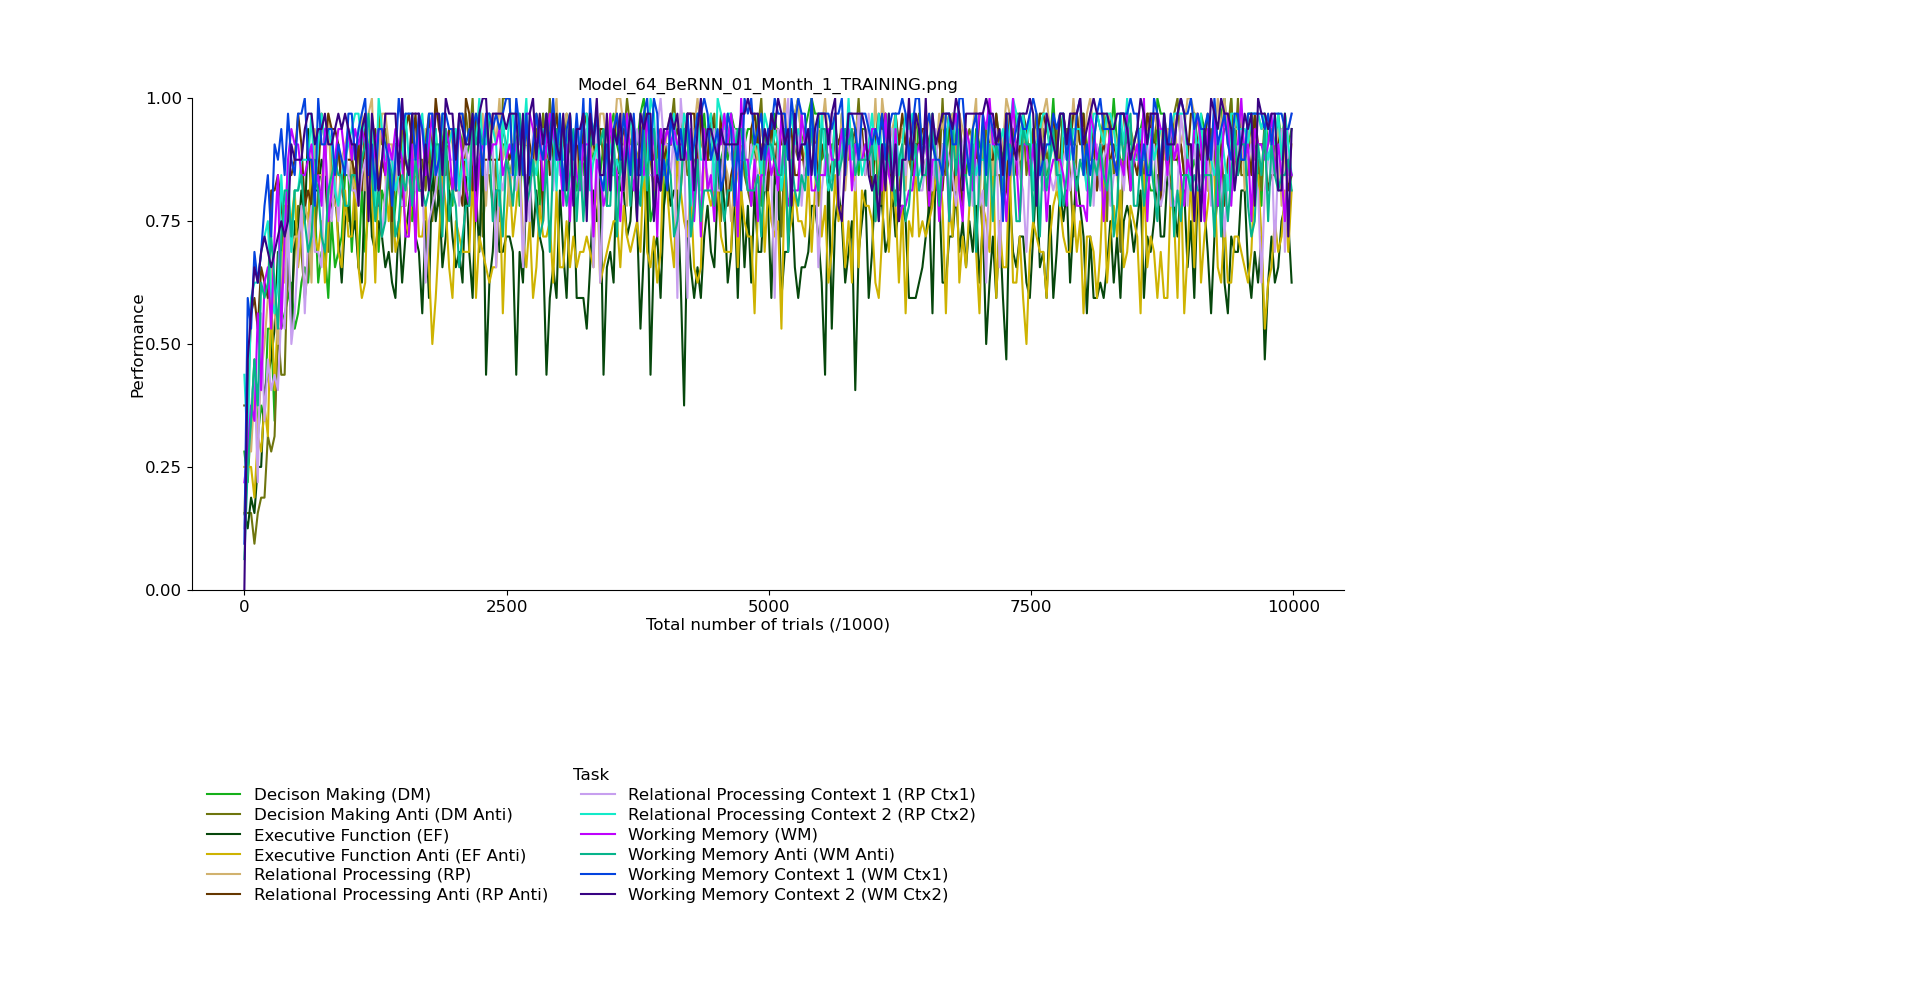 Model_64_BeRNN_01_Month_1_TRAINING.png
1.00
0.75
0.50
0.25
0.00
Performance
0 2500 5000 7500 10000
Total number of trials (/1000)
Task
Decison Making (DM)
Decision Making Anti (DM Anti)
Executive Function (EF)
Executive Function Anti (EF Anti)
Relational Processing (RP)
Relational Processing Anti (RP Anti)
Relational Processing Context 1 (RP Ctx1)
Relational Processing Context 2 (RP Ctx2)
Working Memory (WM)
Working Memory Anti (WM Anti)
Working Memory Context 1 (WM Ctx1)
Working Memory Context 2 (WM Ctx2)